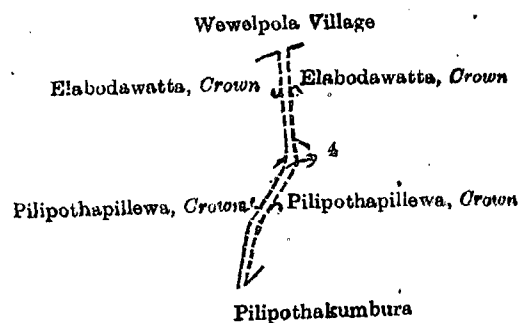 Wewelpola Village
Elabodawatta, Crown Elabodawatta, Crown
4
Pilipothapillewa, Crown Pilipothapillewa, Crown
Pilipothakumbura